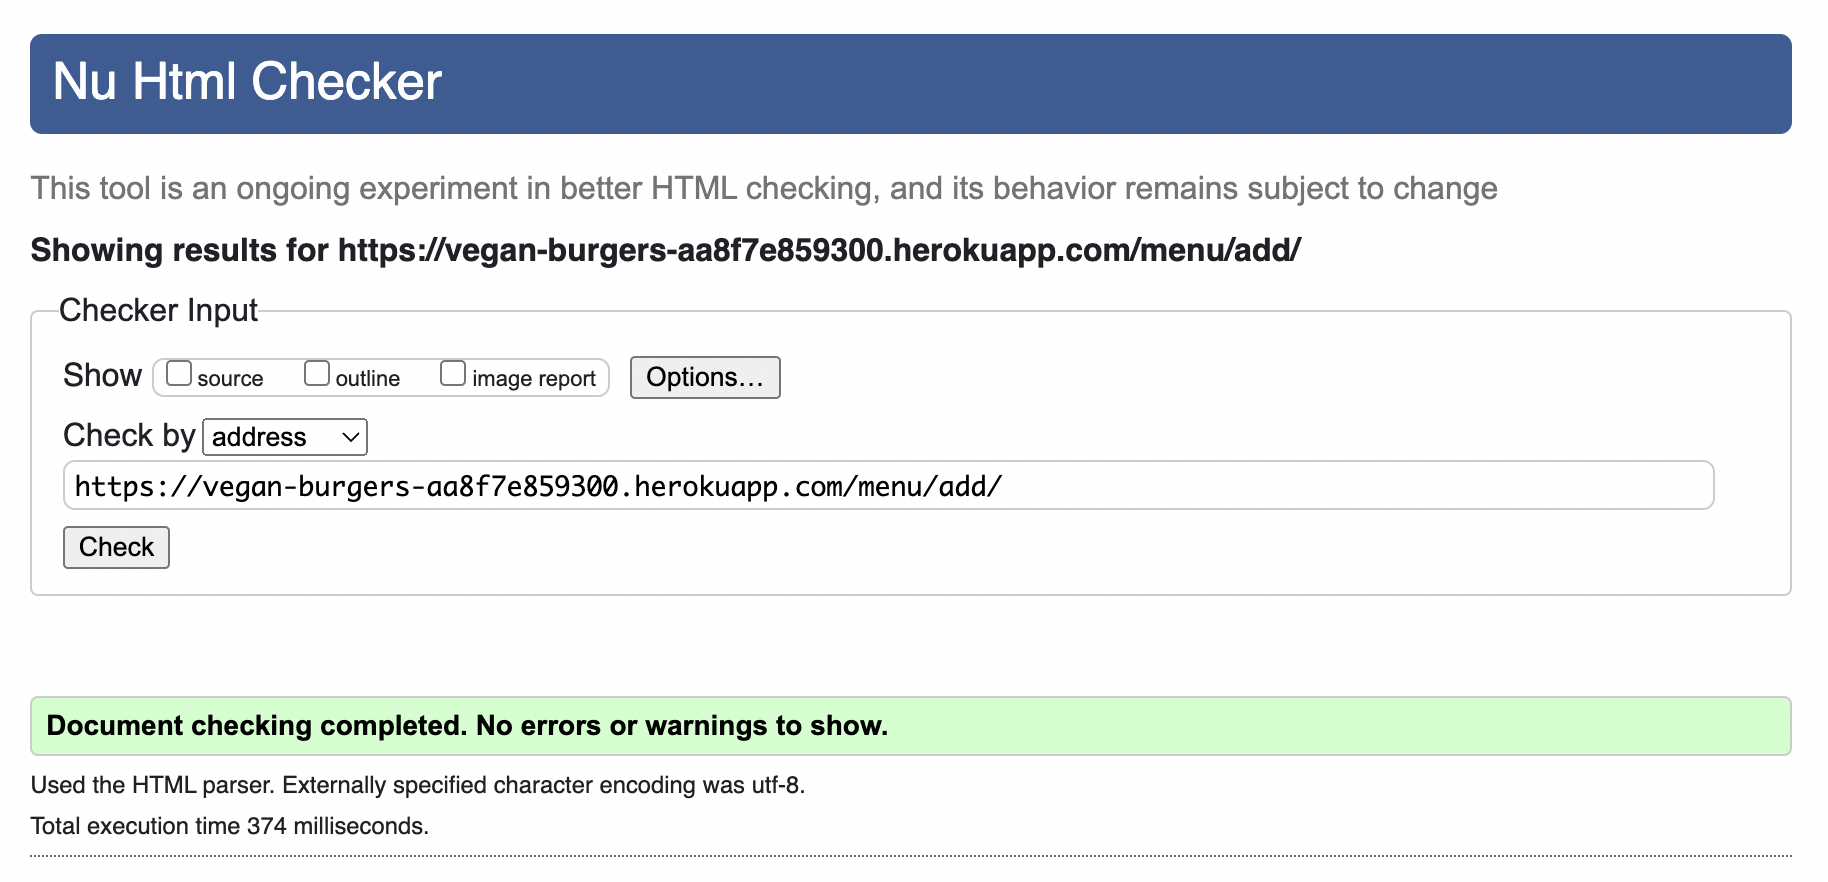 Nu Html Checker
This tool is an ongoing experiment in better HTML checking, and its behavior remains subject to change
Showing results for https://vegan-burgers-aa8f7e859300.herokuapp.com/menu/add/
Checker Input
Show source outline image report Options...
Check by address
https://vegan-burgers-aa8f7e859300.herokuapp.com/menu/add/
Check
Document checking completed. No errors or warnings to show.
Used the HTML parser. Externally specified character encoding was utf-8.
Total execution time 374 milliseconds.